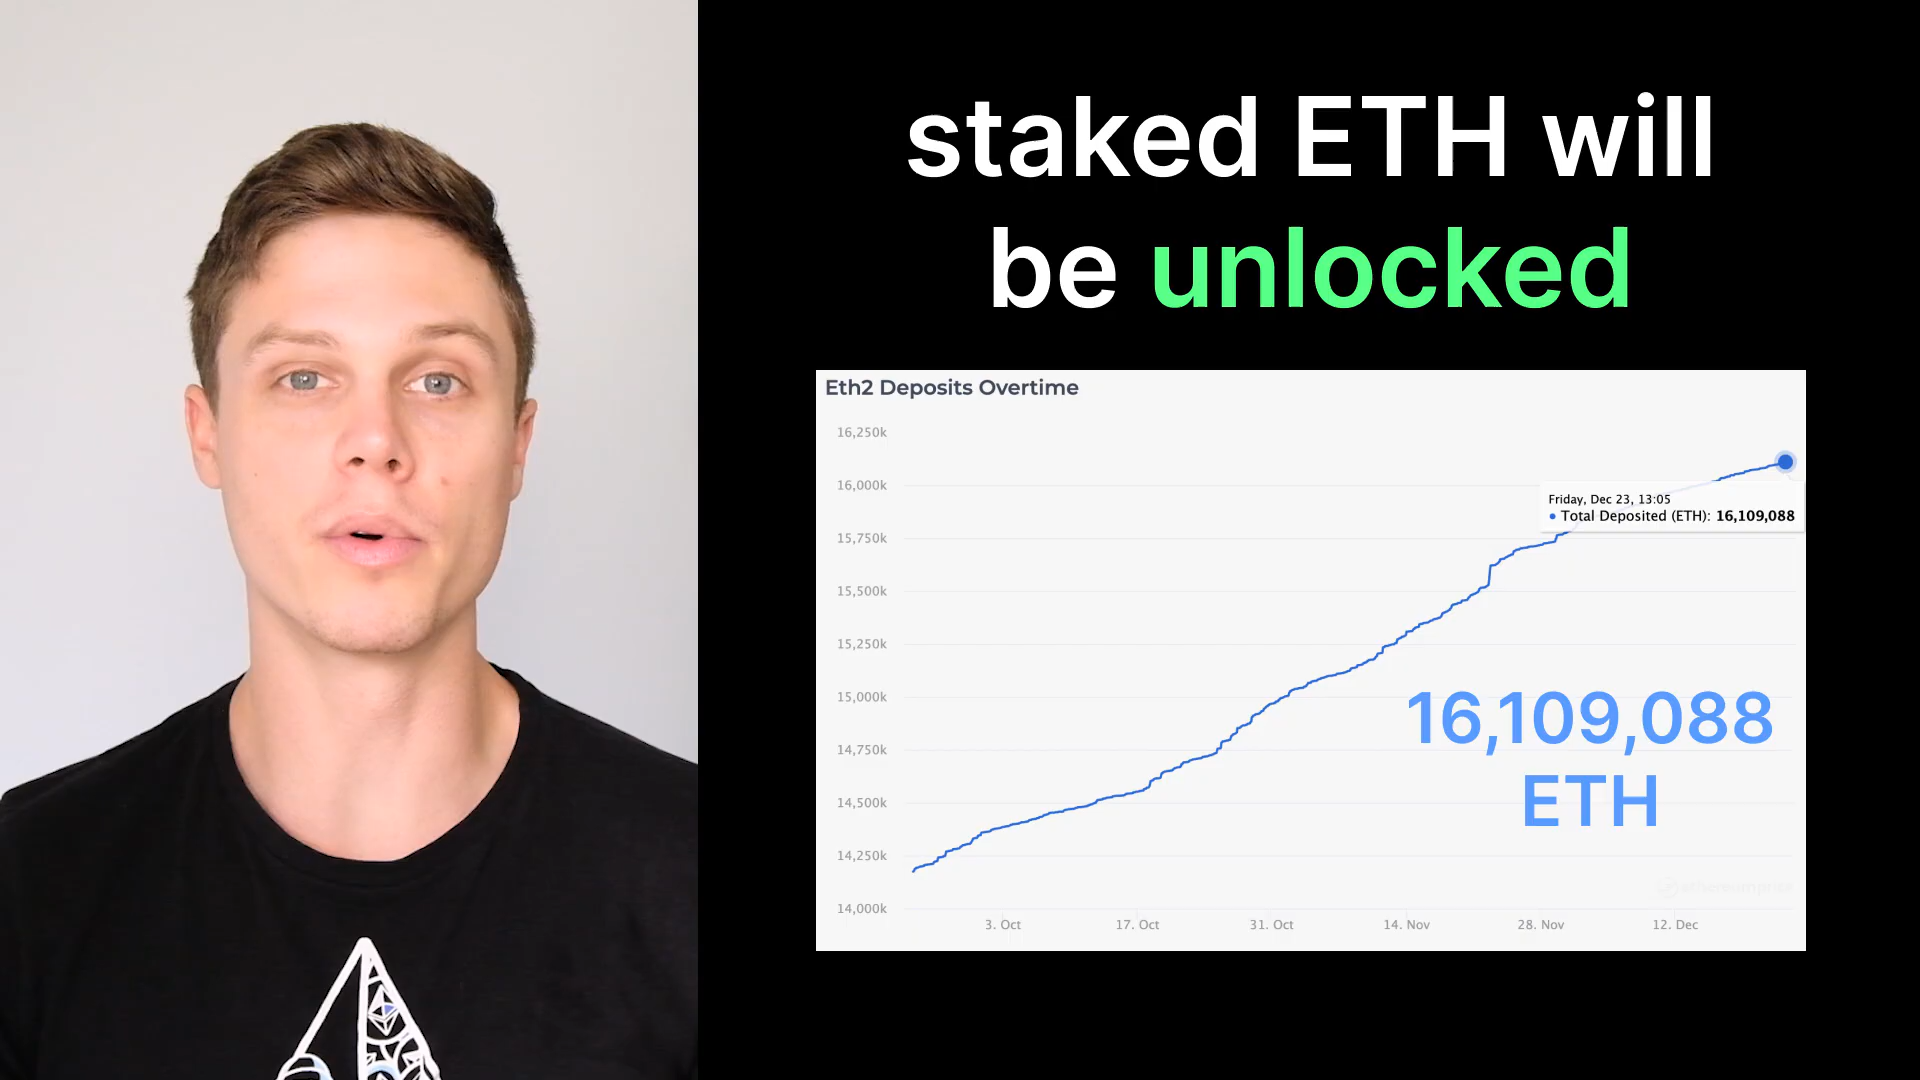 staked ETH will
be unlocked
Eth2 Deposits Overtime
16,250k
16,000k
15,750k
15,500k
15,250k
15,000k
14,750k
14,500k
14,250k
14,000k
Friday, Dec 23, 13:05
Total Deposited (ETH): 16,109,088
16,109,088
ETH
3. Oct
17. Oct
31. Oct
14. Nov
28. Nov
12. Dec